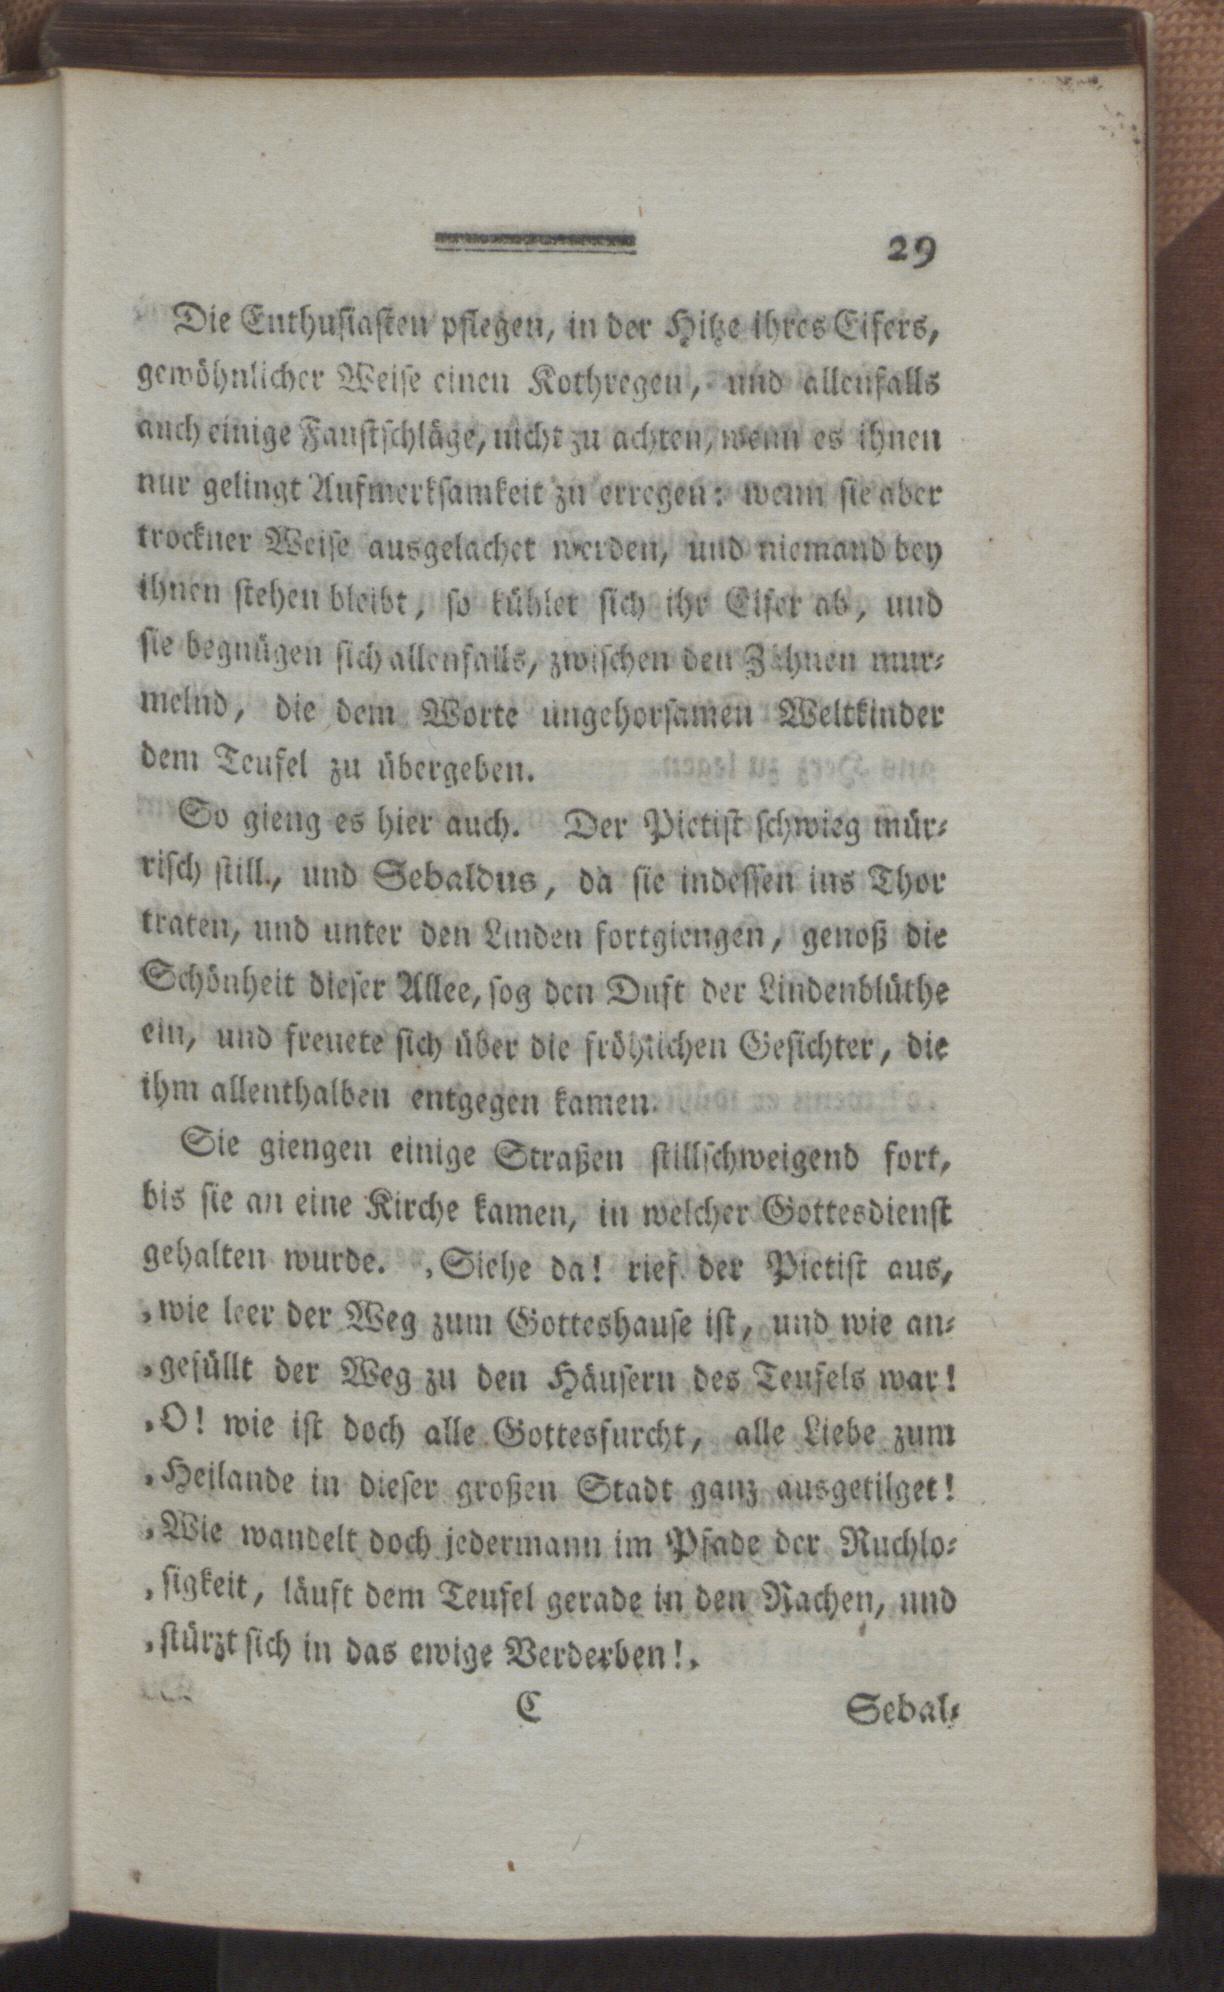 29
Die Enthusiasten pflegen, in der Hitze ihres Eifers,
gewöhnlicher Weise einen Kothregen, und allenfalls
auch einige Faustschläge, nicht zu achten, wenn es ihnen
nur gelingt Aufmerksamkeit zu erregen: wenn sie aber
trockner Weise ausgelachet werden, und niemand bey
ihnen stehen bleibt, so kühlet sich ihr Eifer ab, und
sie begnügen sich allenfalls, zwischen den Zähnen mur⸗
melnd, die dem Worte ungehorsamen Weltkinder
dem Teufel zu übergeben.
So gieng es hier auch. Der Pietist schwieg mür⸗
risch still, und Sebaldus, da sie indessen ins Thor
traten, und unter den Linden fortgiengen, genoß die
Schönheit dieser Allee, sog den Duft der Lindenblüthe
ein, und freuete sich über die fröhlichen Gesichter, die
ihm allenthalben entgegen kamen.
Sie giengen einige Straßen stillschweigend fort,
bis sie an eine Kirche kamen, in welcher Gottesdienst
gehalten wurde. „Siehe da! rief der Pietist aus,
„wie leer der Weg zum Gotteshause ist, und wie an⸗
„gefüllt der Weg zu den Häusern des Teufels war!
„O! wie ist doch alle Gottesfurcht, alle Liebe zum
„Heilande in dieser großen Stadt ganz ausgetilget!
„Wie wandelt doch jedermann im Pfade der Ruchlo⸗
„sigkeit, läuft dem Teufel gerade in den Rachen, und
„stürzt sich in das ewige Verderben!„
C Sebal⸗